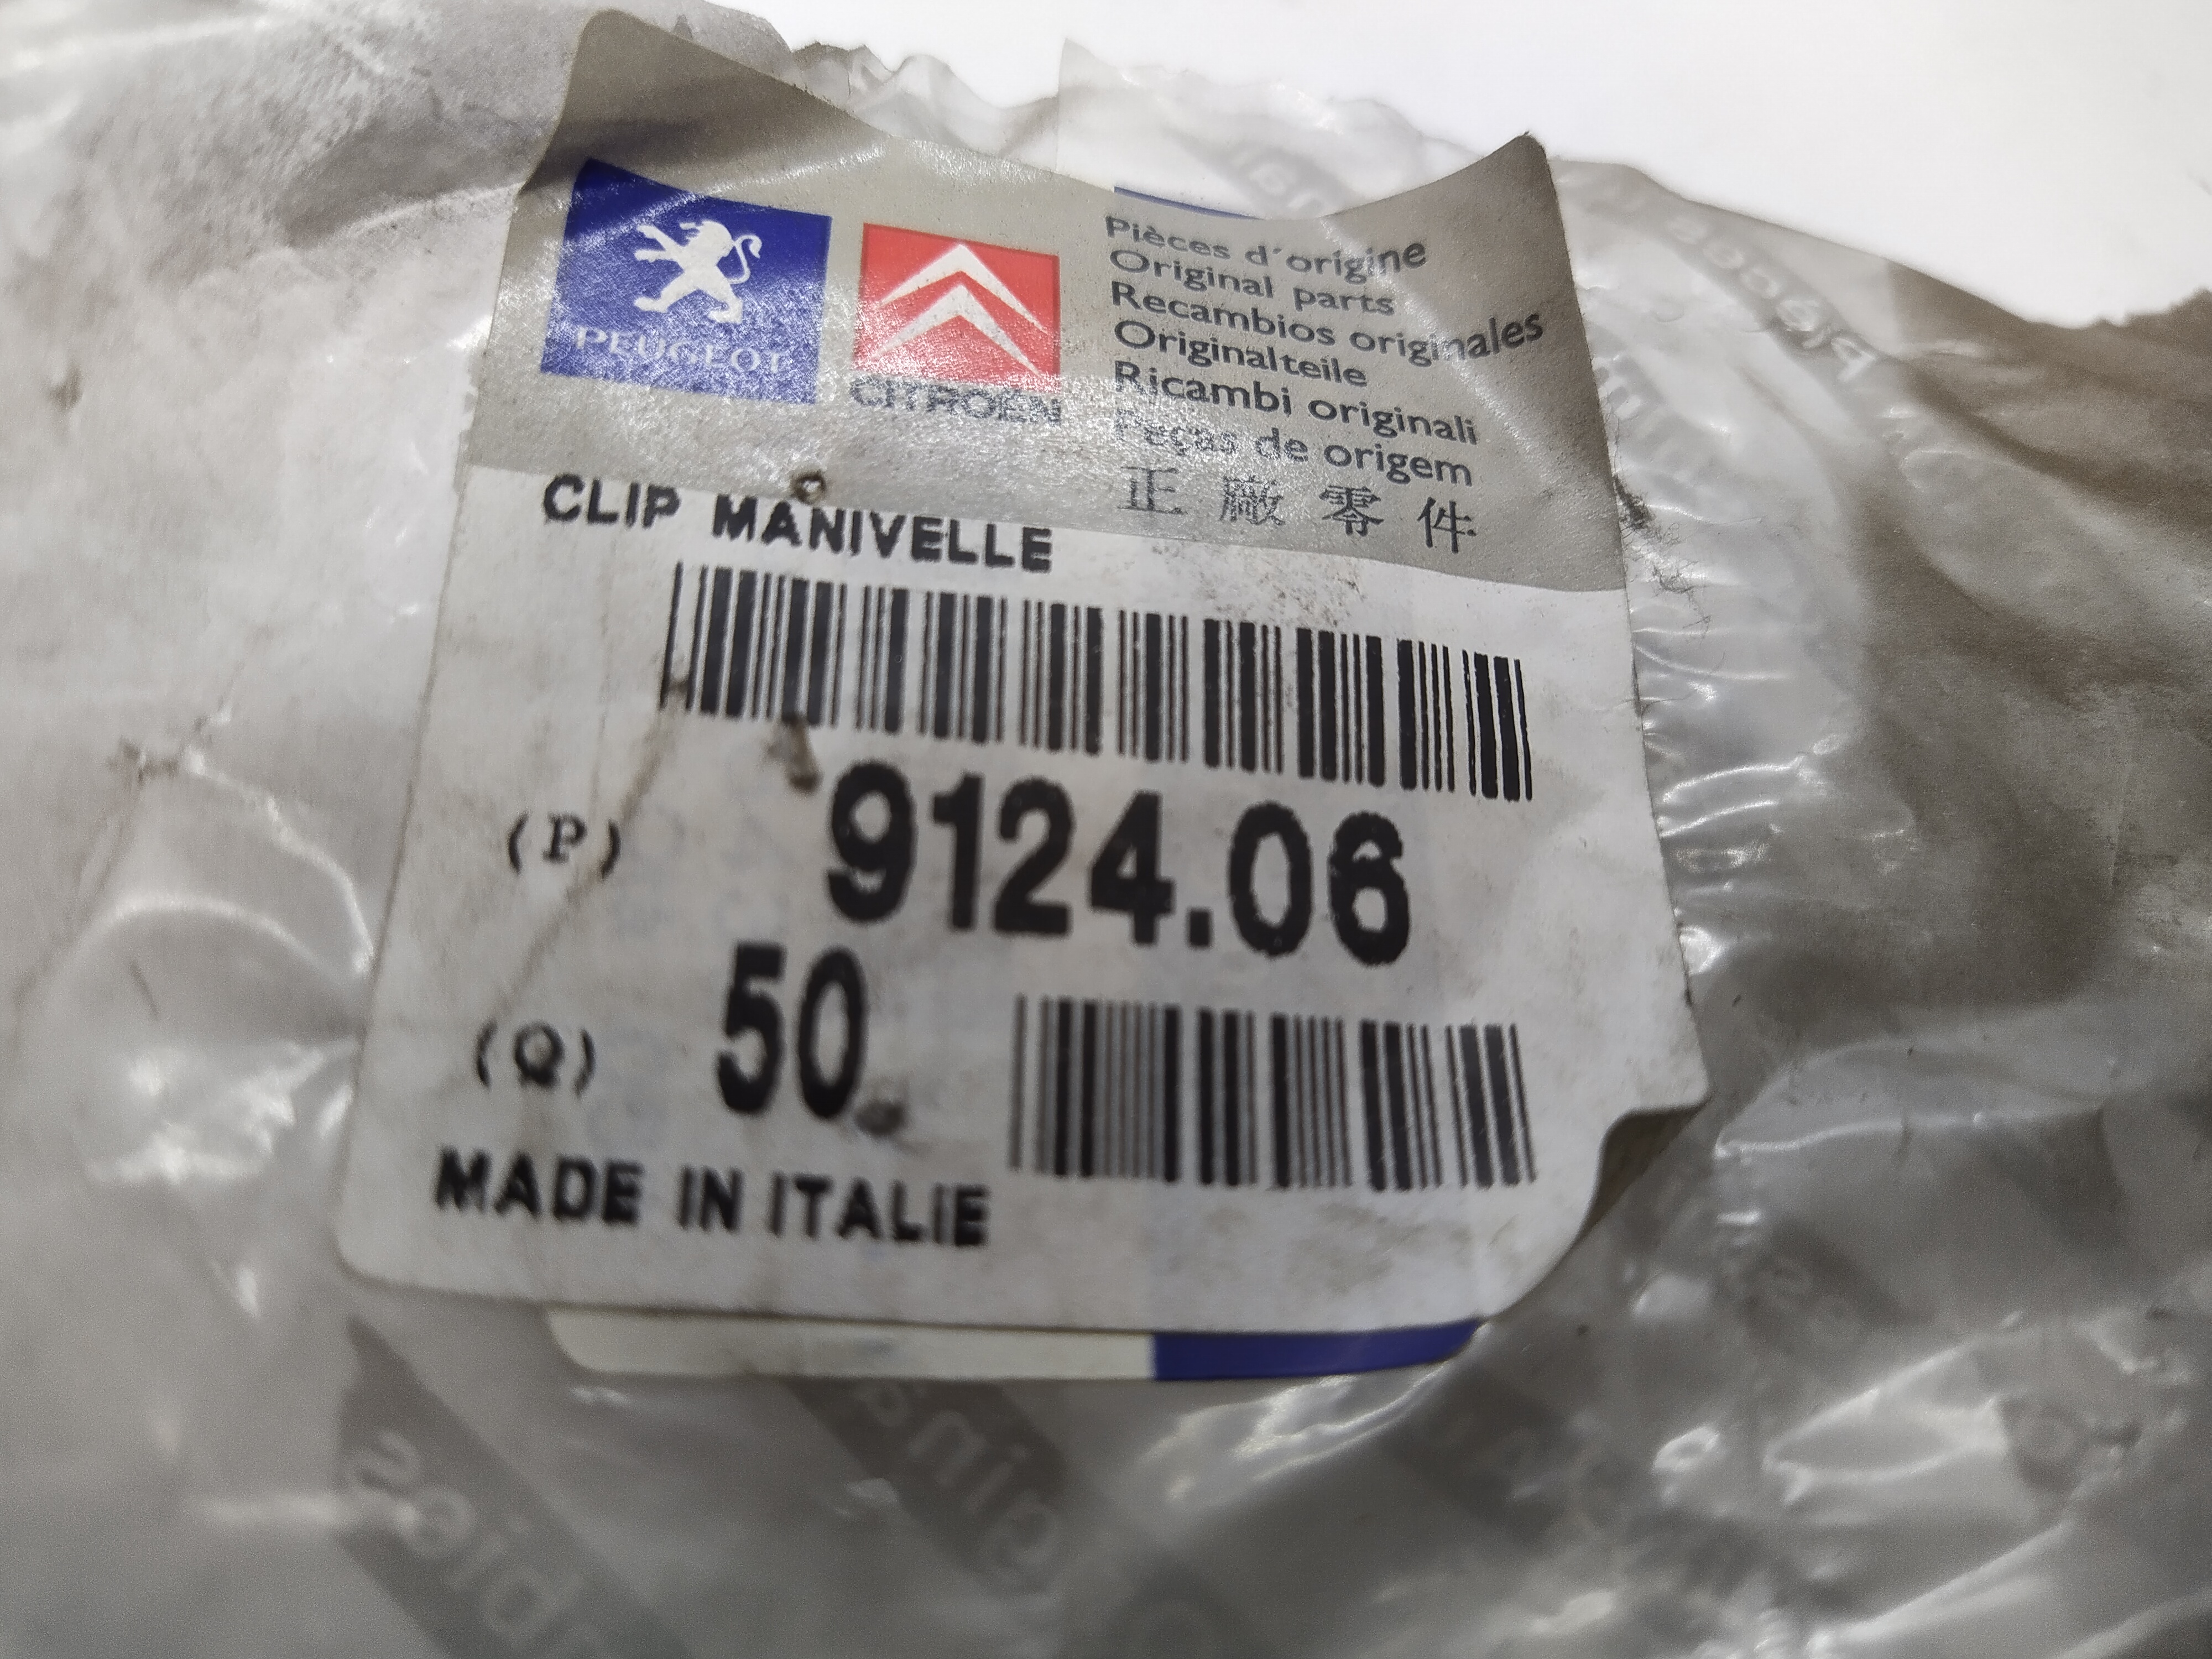 PEUGEOT
CITROËN
Pièces d'origine
Original parts
Recambios originales
Originalteile
Ricambi originali
Peças de origem
正廠零件
CLIP MANIVELLE
(P) 9124.06
(Q) 50
MADE IN ITALIE